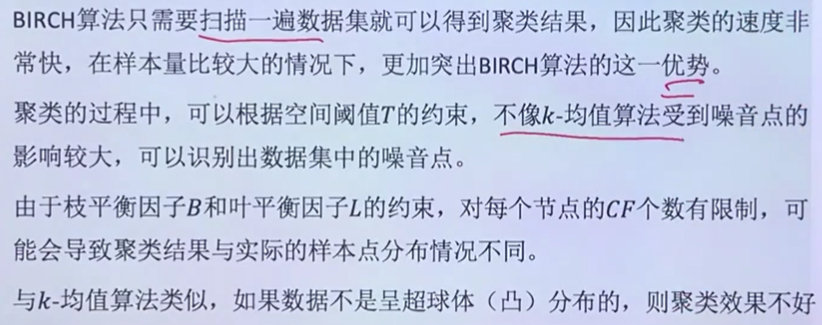 BIRCH算法只需要扫描一遍数据集就可以得到聚类结果，因此聚类的速度非
常快，在样本量比较大的情况下，更加突出BIRCH算法的这一优势。
聚类的过程中，可以根据空间阈值T的约束，不像k-均值算法受到噪音点的
影响较大，可以识别出数据集中的噪音点。
由于枝平衡因子B和叶平衡因子L的约束，对每个节点的CF个数有限制，可
能会导致聚类结果与实际的样本点分布情况不同。
与k-均值算法类似，如果数据不是呈超球体（凸）分布的，则聚类效果不好